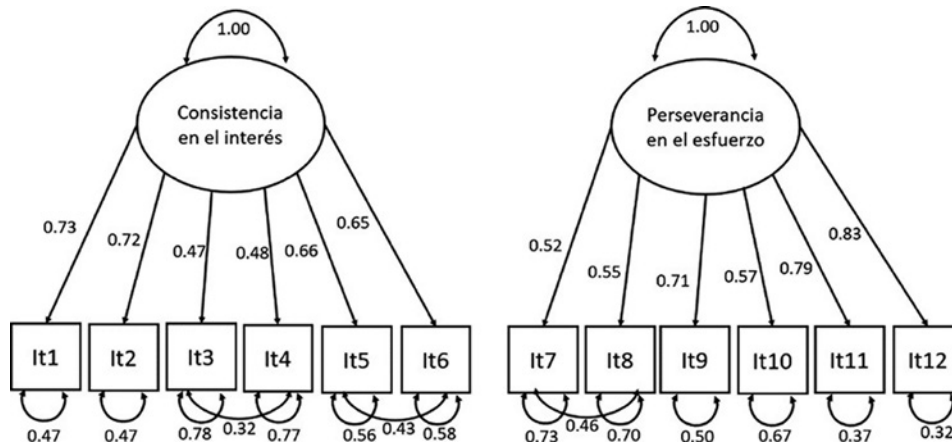 1.00
1.00
Consistencia
en el interés
Perseverancia
en el esfuerzo
0.73
0.72
0.47
0.48
0.66
0.65
0.52
0.55
0.71
0.57
0.79
0.83
It1
It2
It3
It4
It5
It6
It7
It8
It9
It10
It11
It12
0.47
0.47
0.78
0.32
0.77
0.56
0.43
0.58
0.73
0.46
0.70
0.50
0.67
0.37
0.32